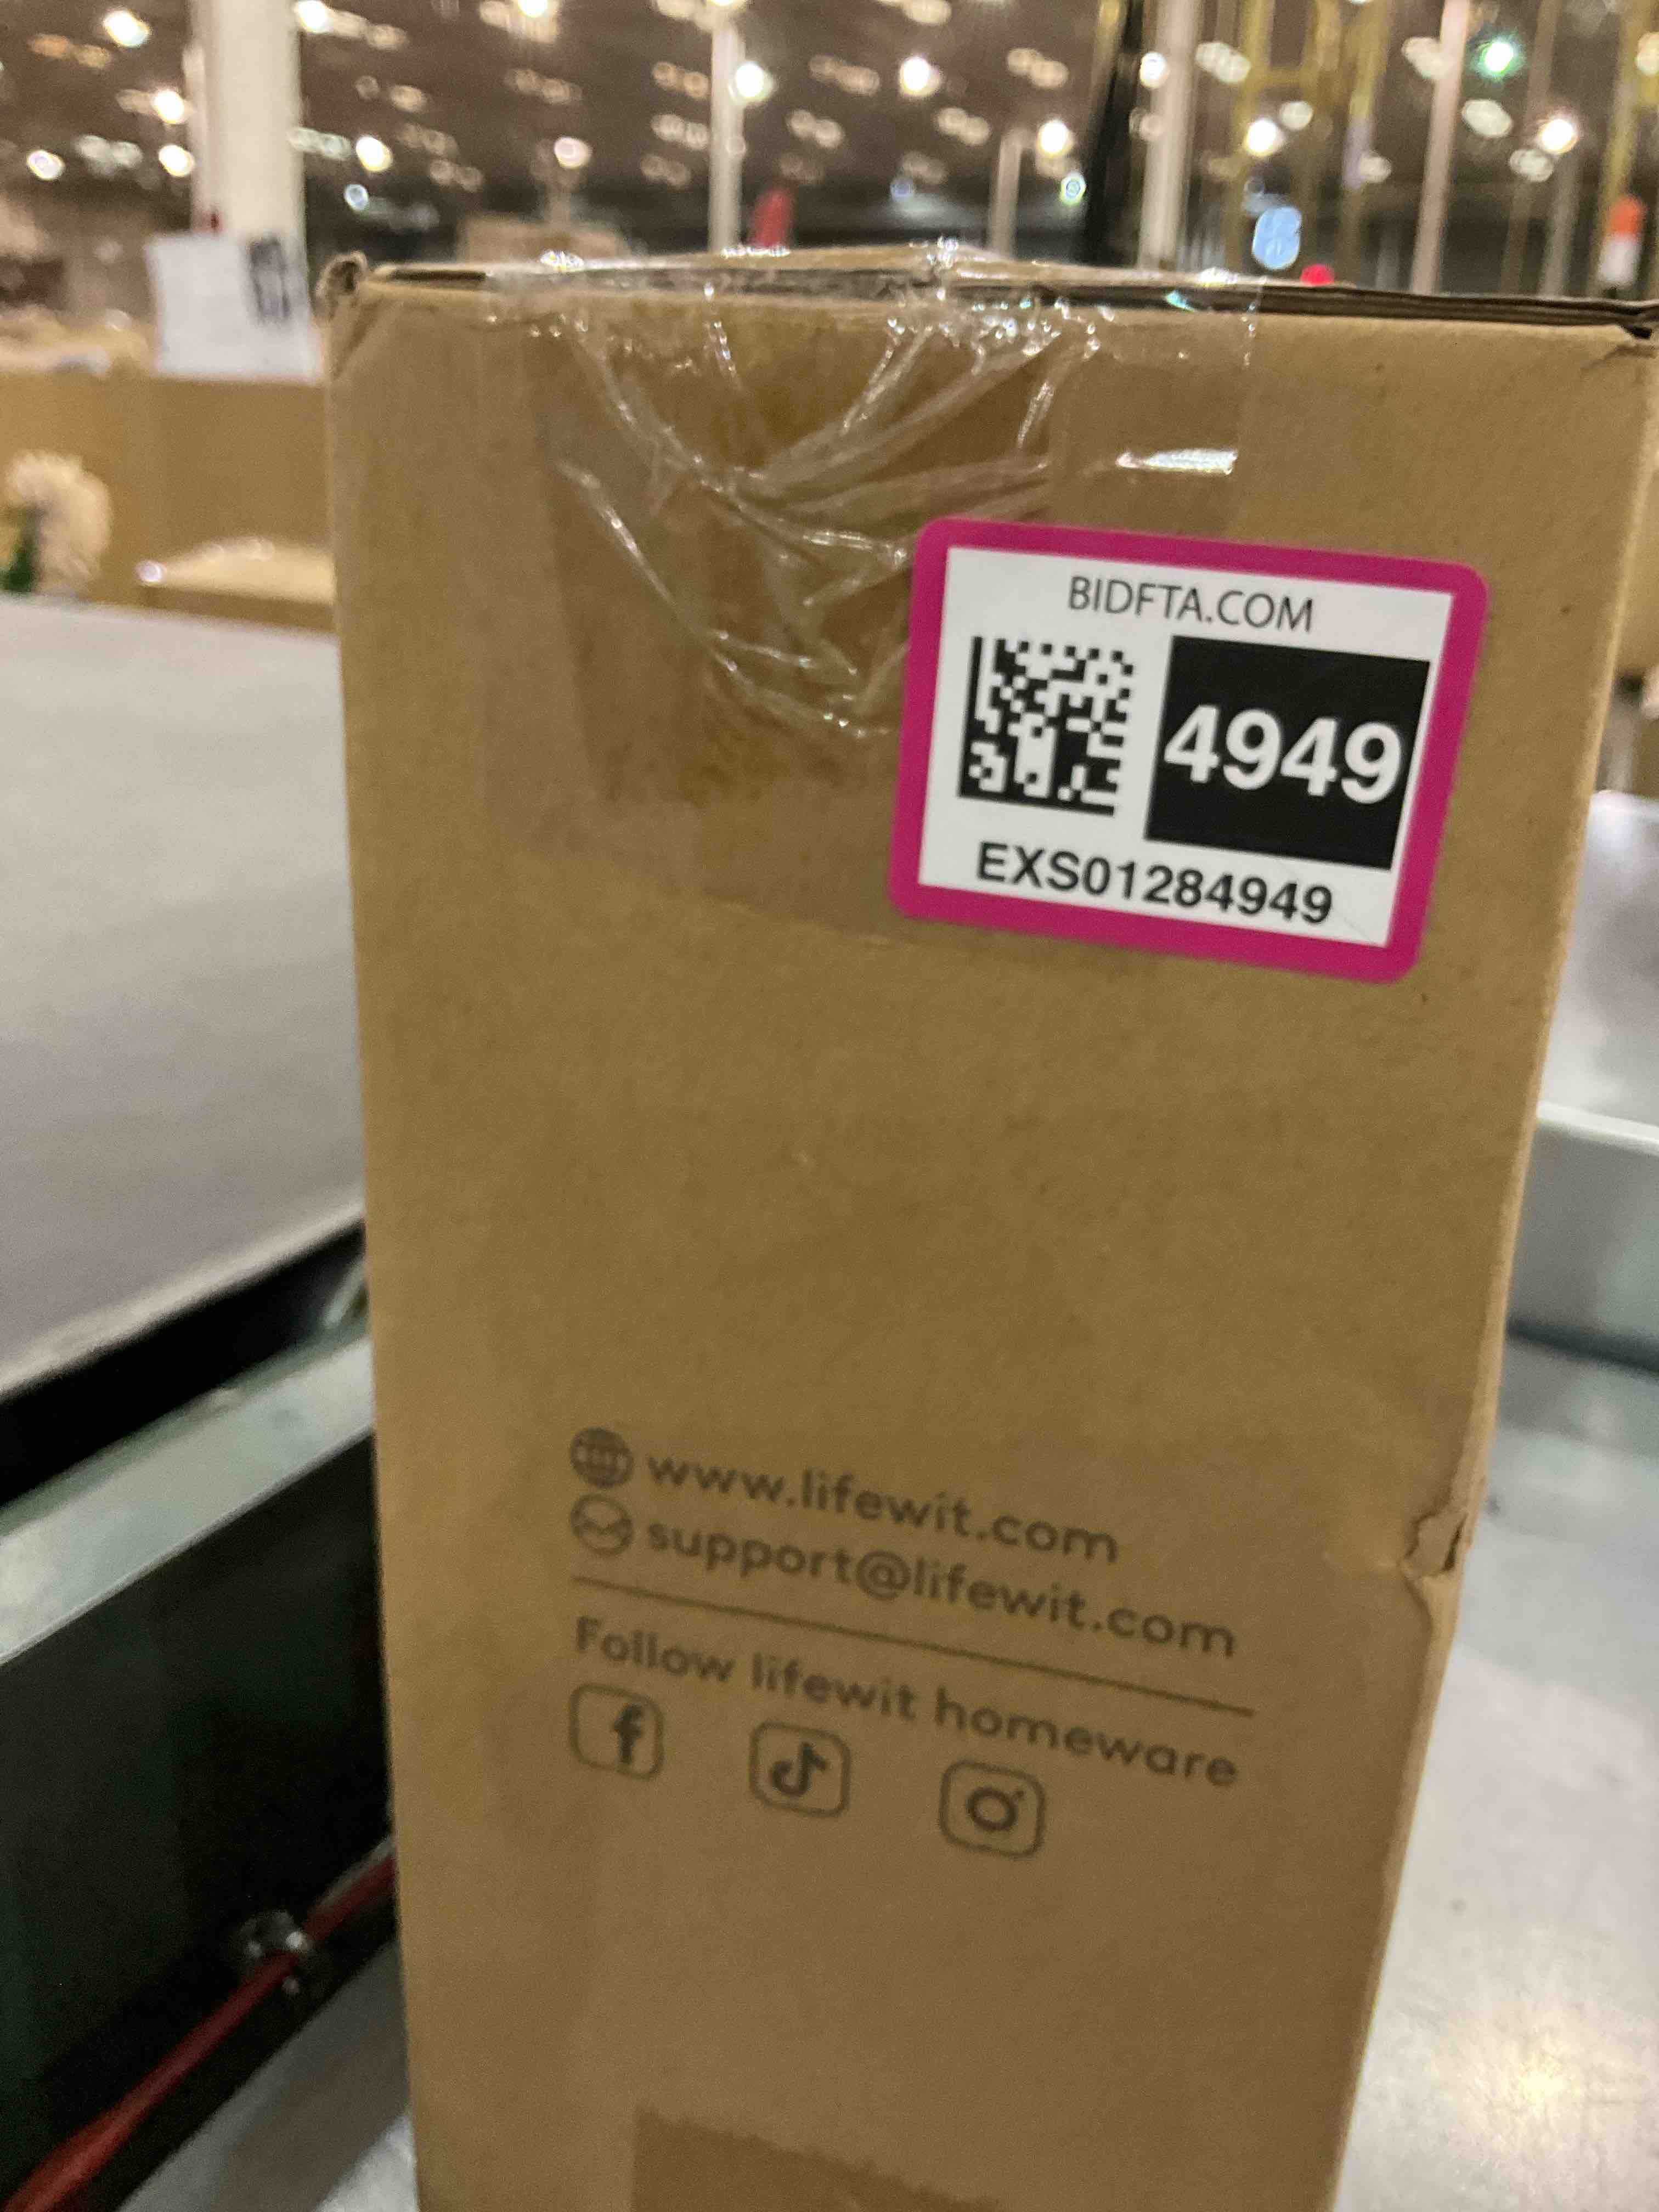 BIDFTA.COM
4949
EXS01284949
www.lifewit.com
support@lifewit.com
Follow lifewit homeware